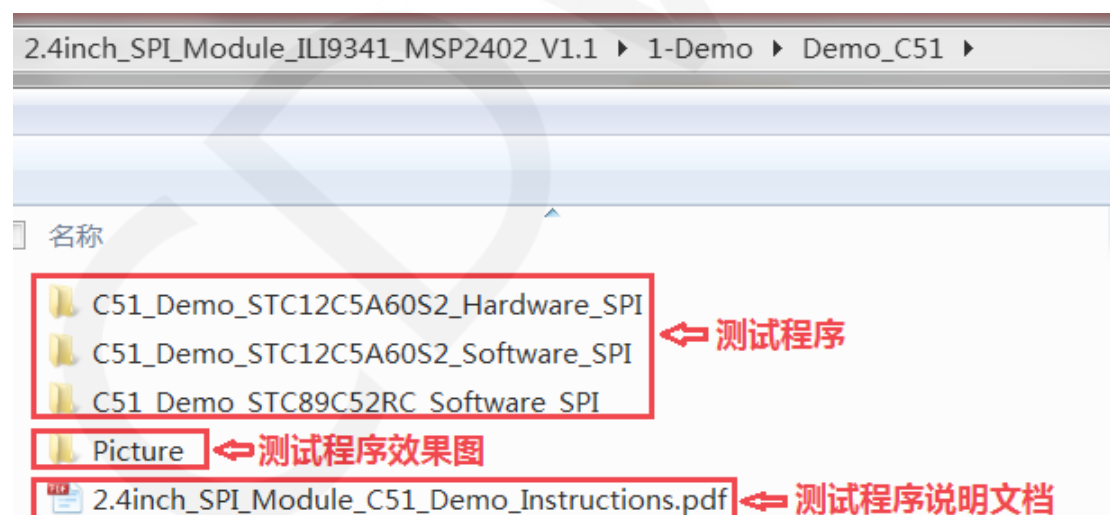 2.4inch_SPI_Module_ILI9341_MSP2402_V1.1 ▸ 1-Demo ▸ Demo_C51 ▸
名称
C51_Demo_STC12C5A60S2_Hardware_SPI
C51_Demo_STC12C5A60S2_Software_SPI
测试程序
C51_Demo_STC89C52RC_Software_SPI
Picture 测试程序效果图
2.4inch_SPI_Module_C51_Demo_Instructions.pdf 测试程序说明文档